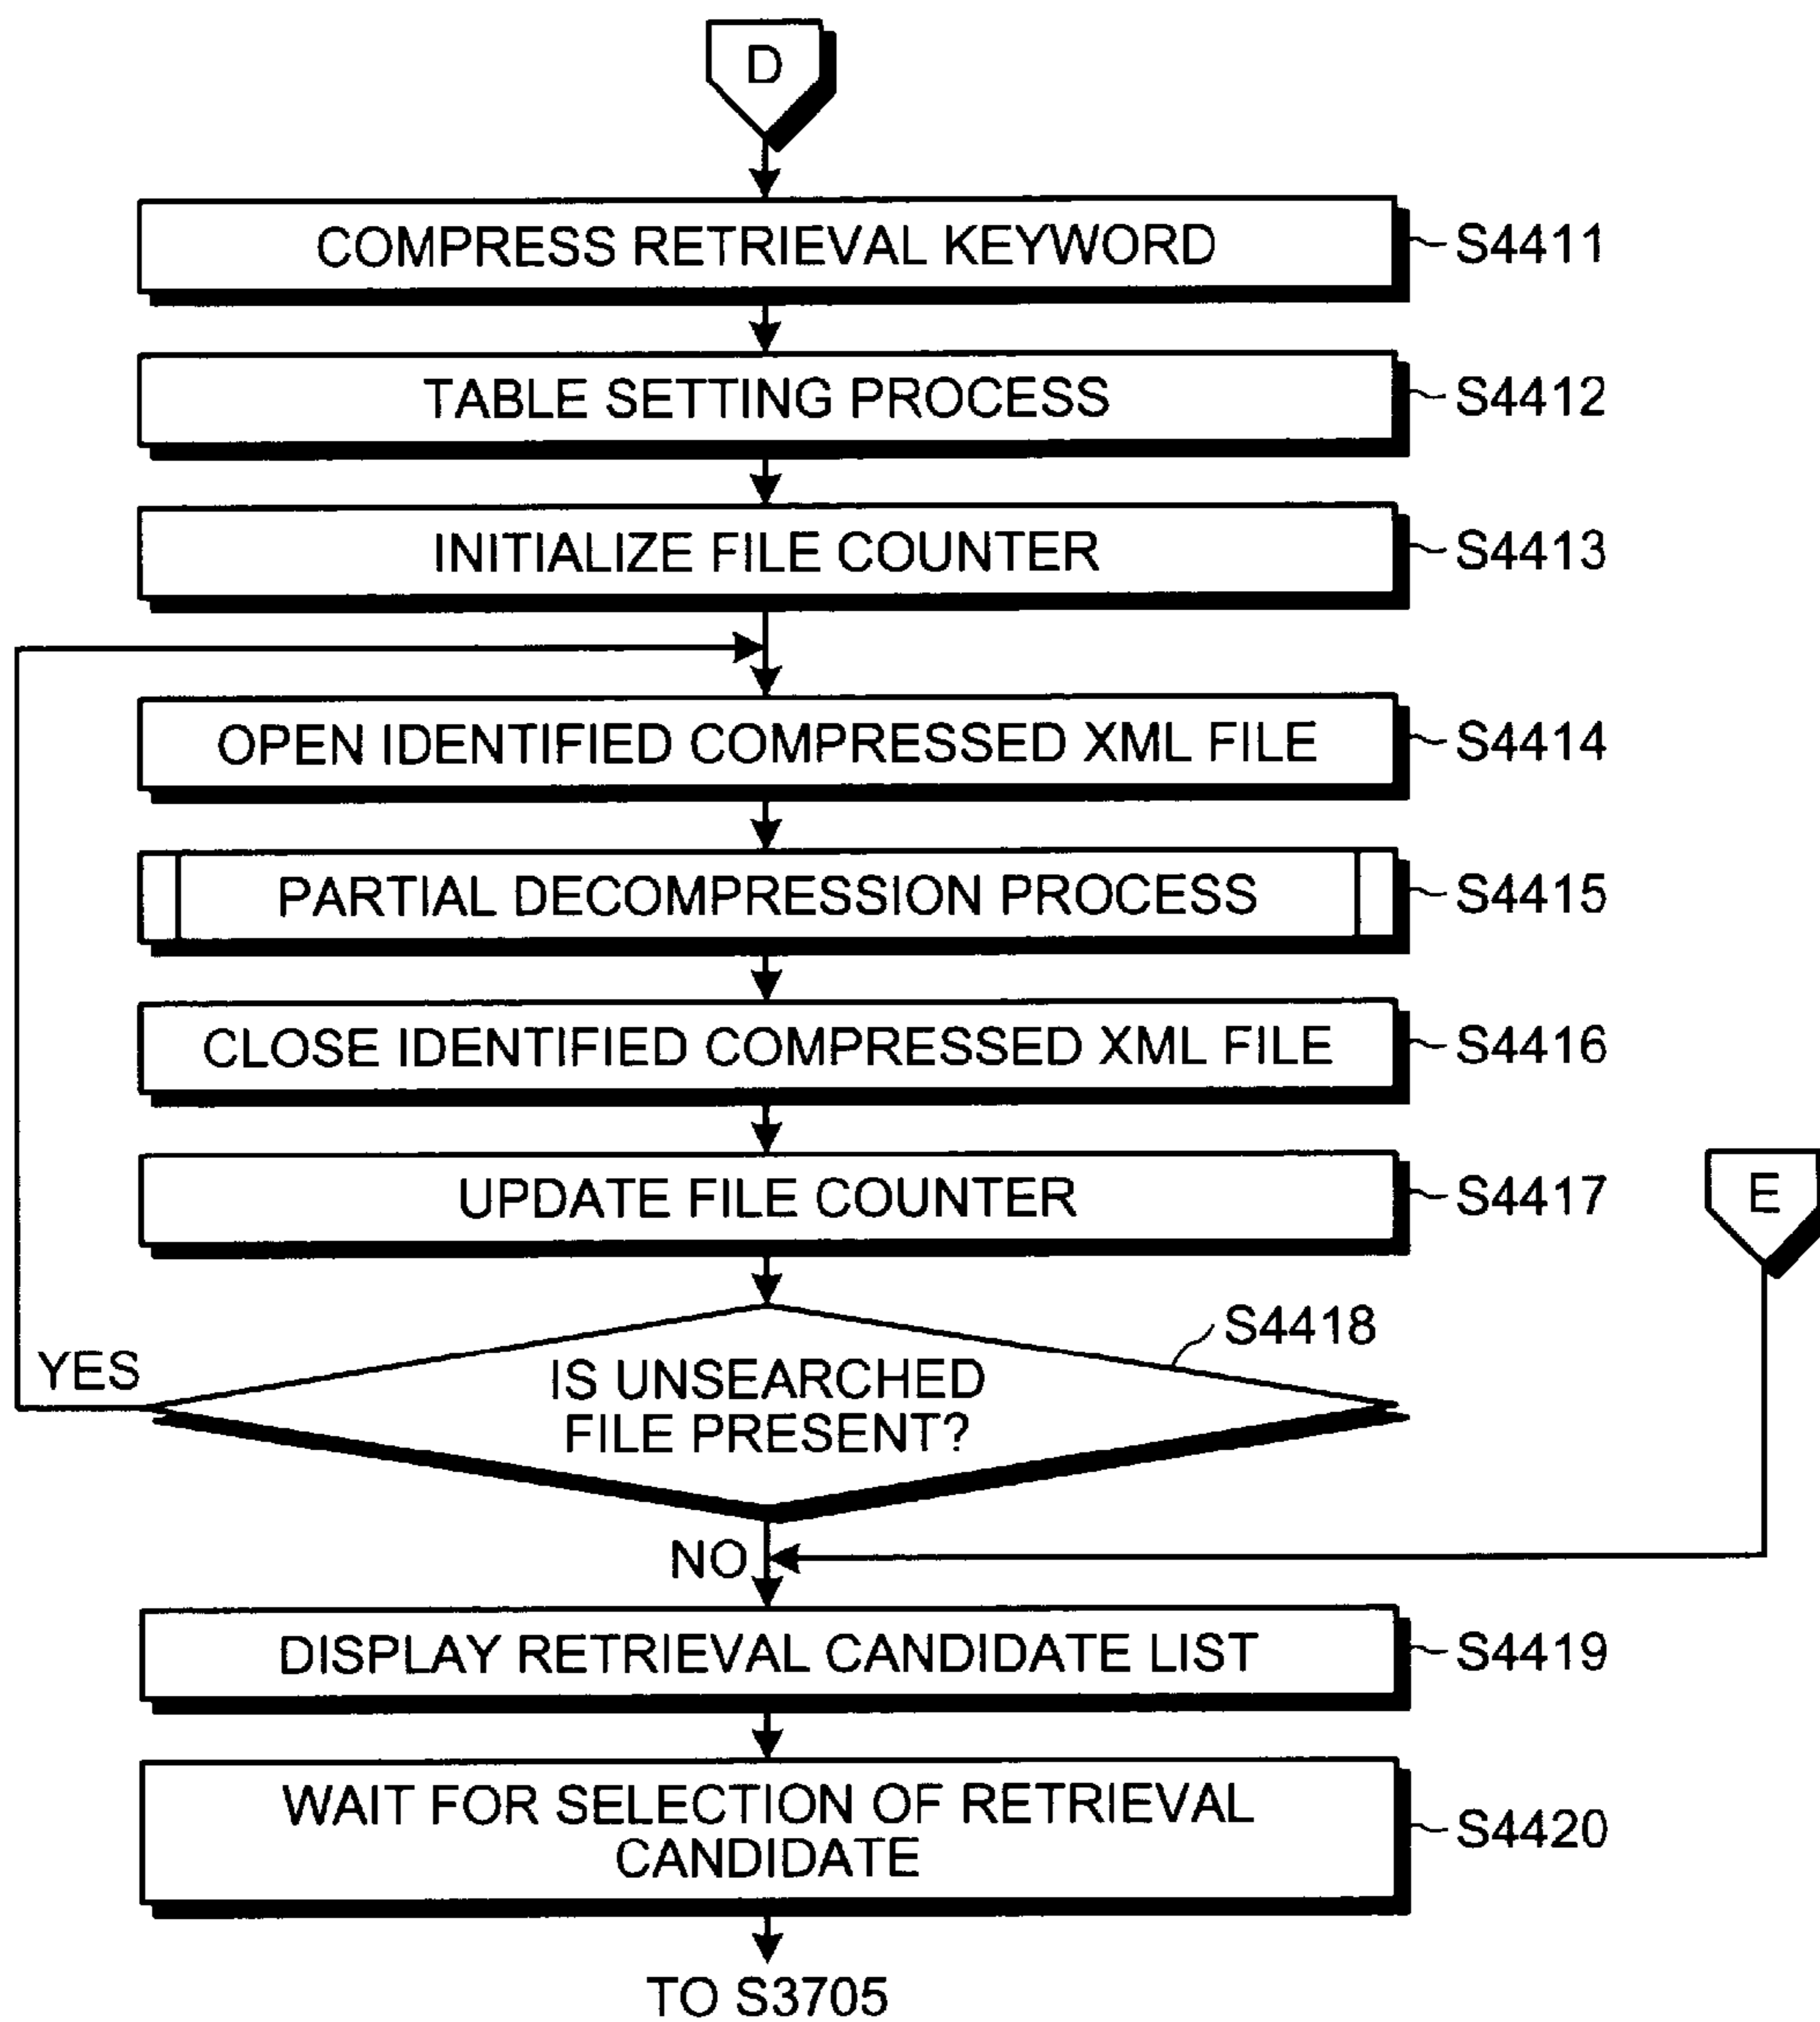 D
COMPRESS RETRIEVAL KEYWORD
S4411
TABLE SETTING PROCESS
S4412
INITIALIZE FILE COUNTER
S4413
OPEN IDENTIFIED COMPRESSED XML FILE
S4414
PARTIAL DECOMPRESSION PROCESS
S4415
CLOSE IDENTIFIED COMPRESSED XML FILE
S4416
UPDATE FILE COUNTER
S4417
E
S4418
YES
IS UNSEARCHED
FILE PRESENT?
NO
DISPLAY RETRIEVAL CANDIDATE LIST
S4419
WAIT FOR SELECTION OF RETRIEVAL
CANDIDATE
S4420
TO S3705